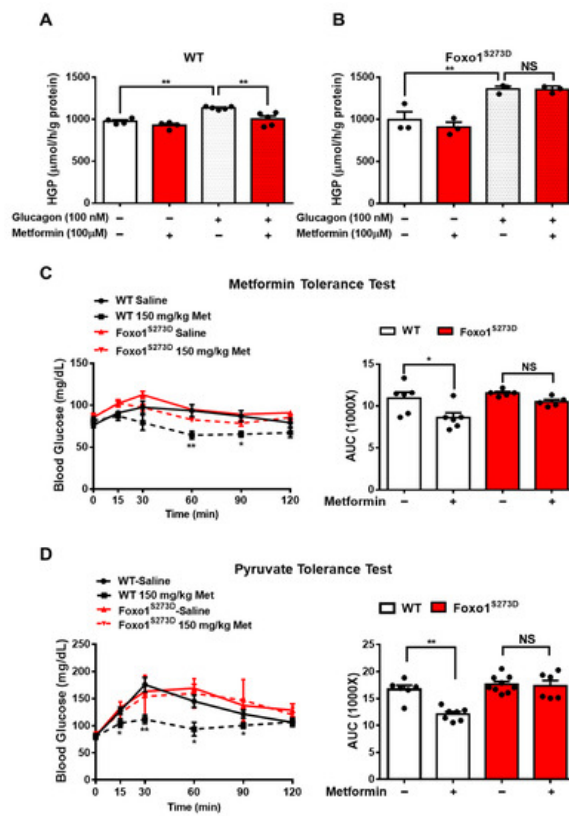 A
WT
**
**
HGP (μmol/h/g protein)
1500
1000
500
0
Glucagon (100 nM) − − + +
Metformin (100μM) − + − +
B
Foxo1S273D
**
NS
HGP (μmol/h/g protein)
1500
1000
500
0
Glucagon (100 nM) − − + +
Metformin (100μM) − + − +
C
Metformin Tolerance Test
WT Saline
WT 150 mg/kg Met
Foxo1S273D Saline
Foxo1S273D 150 mg/kg Met
Blood Glucose (mg/dL)
200
150
100
50
0
** *
0 15 30 60 90 120
Time (min)
WT Foxo1S273D
*
NS
AUC (1000X)
15
10
5
0
Metformin − + − +
D
Pyruvate Tolerance Test
WT-Saline
WT 150 mg/kg Met
Foxo1S273D-Saline
Foxo1S273D 150 mg/kg Met
Blood Glucose (mg/dL)
250
200
150
100
50
0
* ** * *
0 15 30 60 90 120
Time (min)
WT Foxo1S273D
**
NS
AUC (1000X)
25
20
15
10
5
0
Metformin − + − +